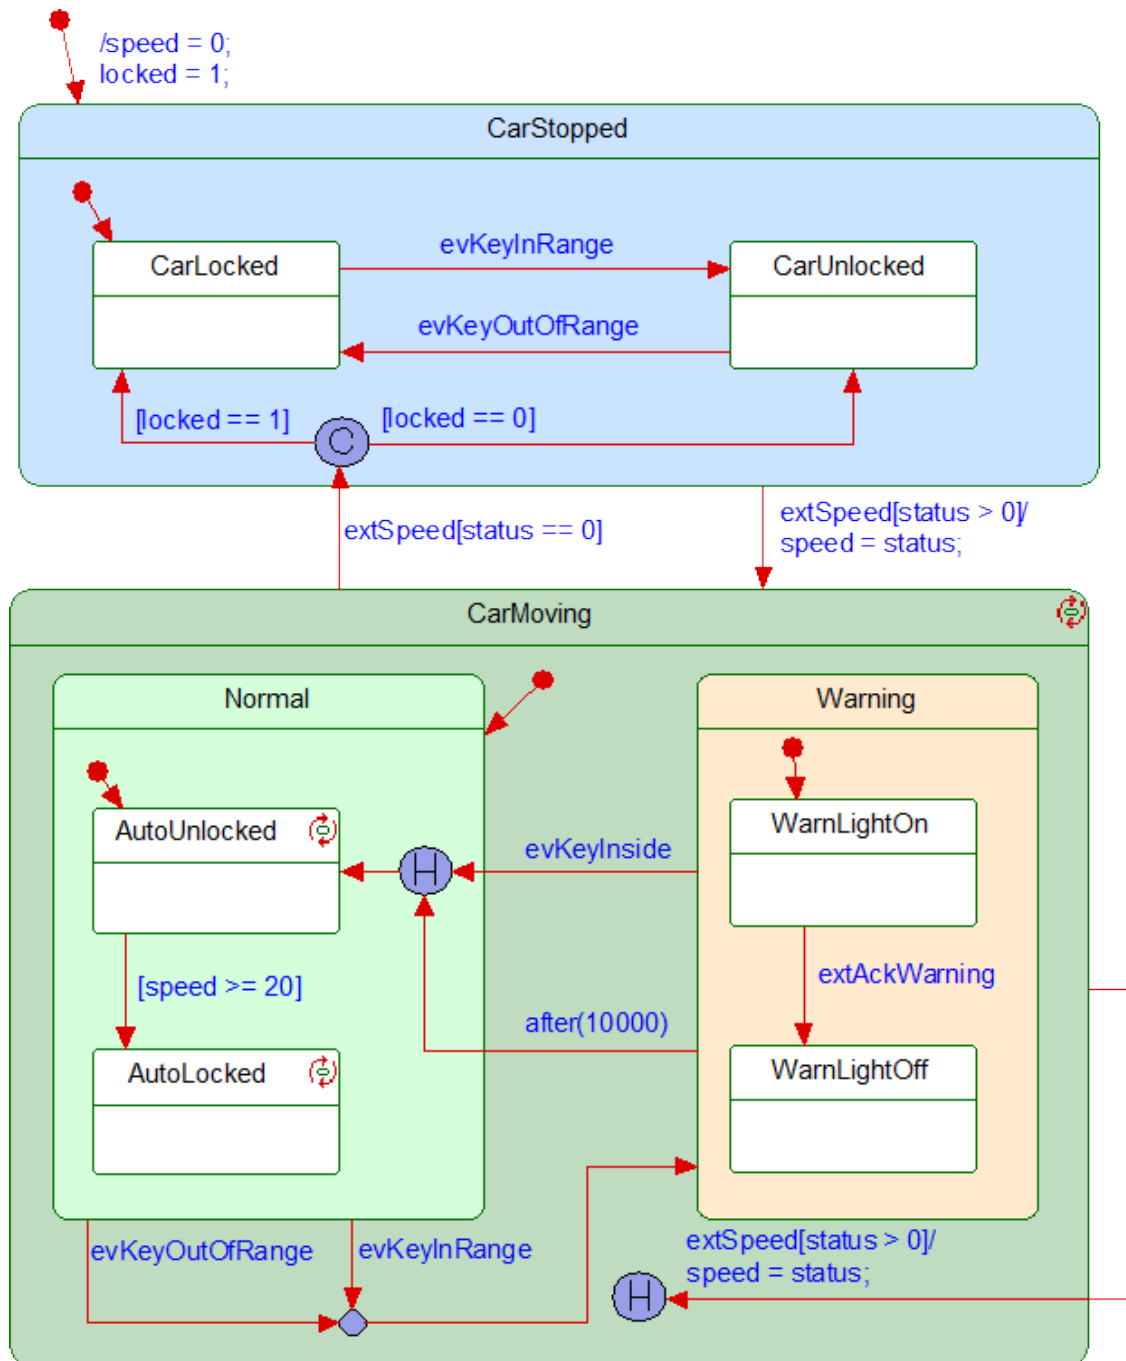 /speed = 0;
locked = 1;
CarStopped
CarLocked
evKeyInRange
CarUnlocked
evKeyOutOfRange
[locked == 1]
C
[locked == 0]
extSpeed[status == 0]
extSpeed[status > 0]/
speed = status;
CarMoving
Normal
Warning
AutoUnlocked
WarnLightOn
evKeyInside
H
[speed >= 20]
extAckWarning
after(10000)
AutoLocked
WarnLightOff
evKeyOutOfRange
evKeyInRange
extSpeed[status > 0]/
speed = status;
H